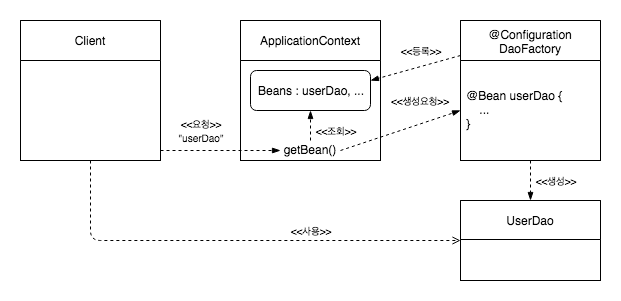 Client
ApplicationContext
@Configuration
DaoFactory
<<등록>>
Beans : userDao, ...
@Bean userDao {
...
}
<<생성요청>>
<<요청>>
"userDao"
<<조회>>
getBean()
<<생성>>
UserDao
<<사용>>